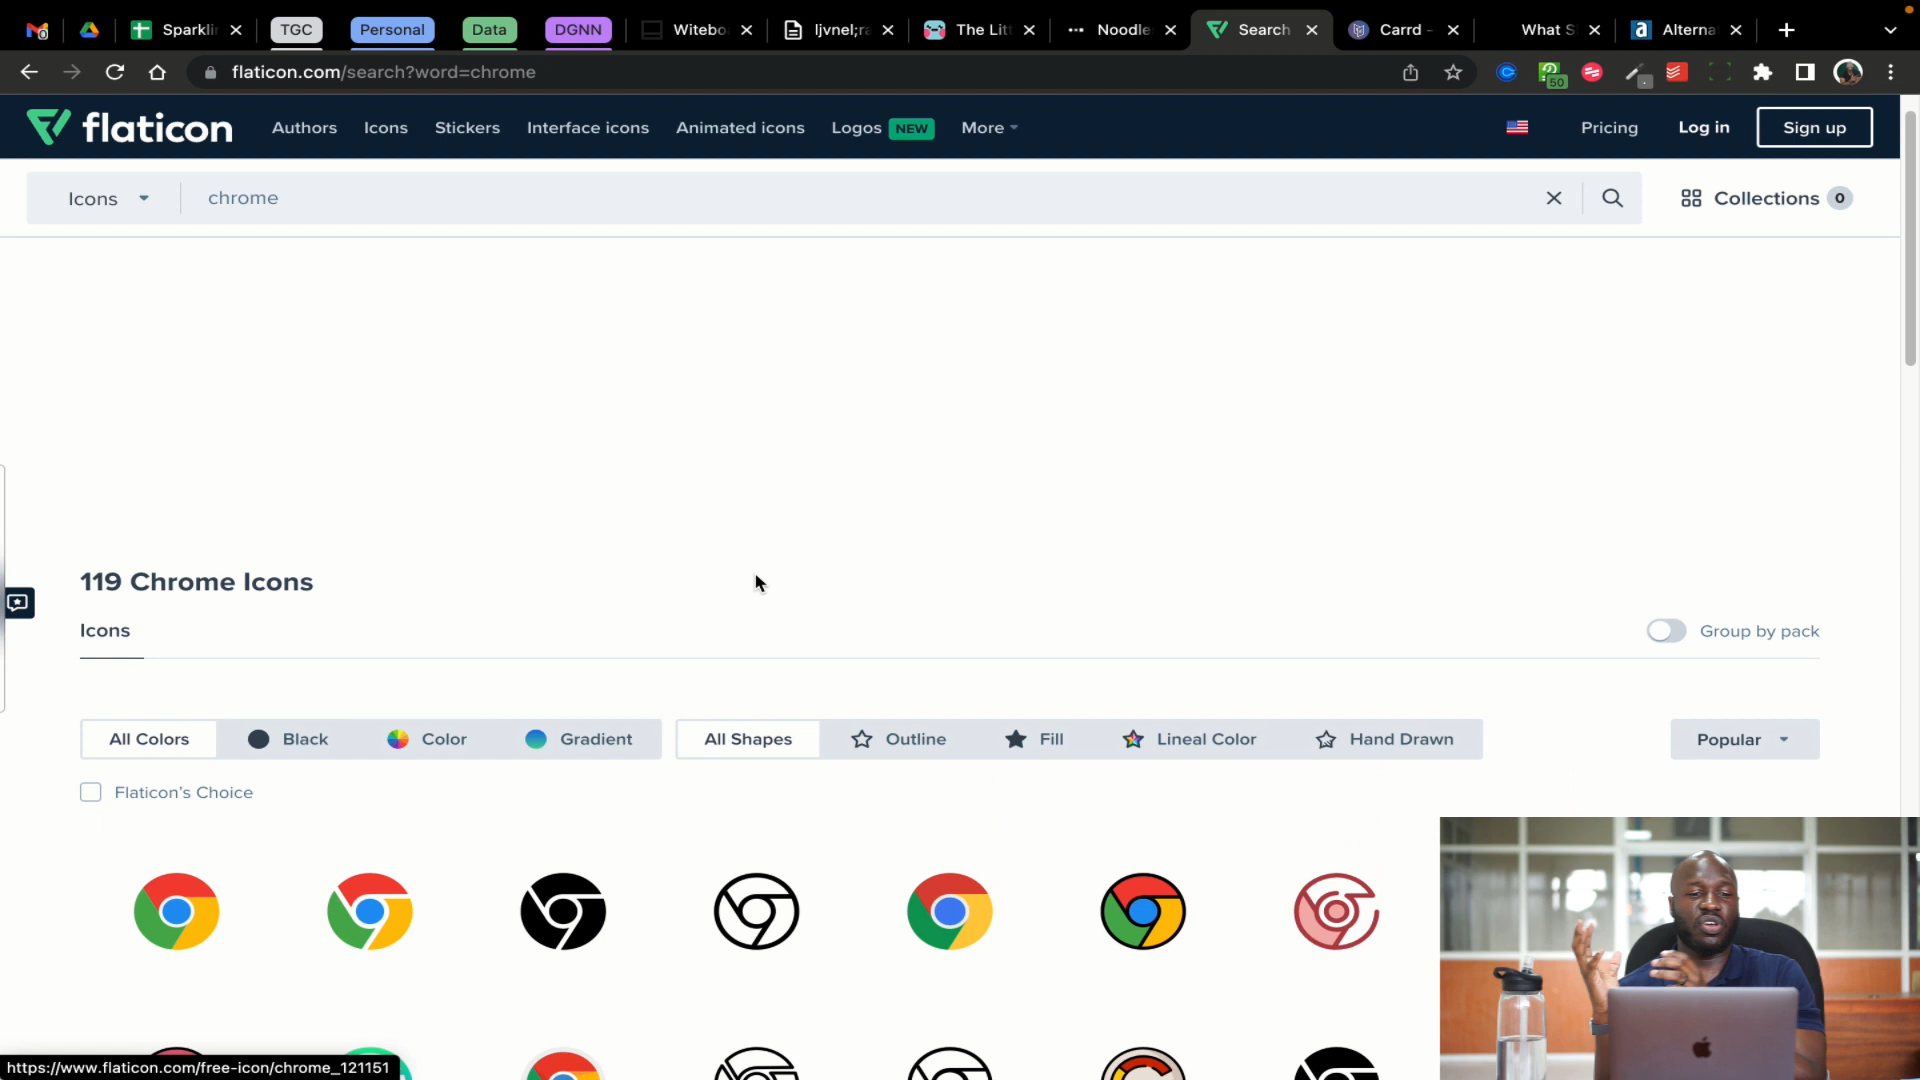 Sparkli
TGC
Personal
Data
DGNN
Witebo
ljvnel;ra
The Litt
Noodle
Search
Carrd -
What S
Alterna
flaticon.com/search?word=chrome
50
flaticon
Authors
Icons
Stickers
Interface icons
Animated icons
Logos NEW
More
Pricing
Log in
Sign up
Icons
chrome
Collections 0
119 Chrome Icons
Icons
Group by pack
All Colors
Black
Color
Gradient
All Shapes
Outline
Fill
Lineal Color
Hand Drawn
Popular
Flaticon's Choice
https://www.flaticon.com/free-icon/chrome_121151